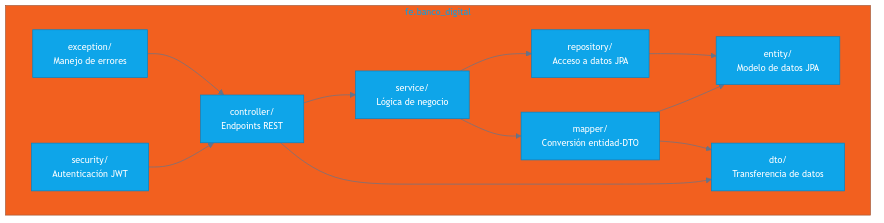 exception/
Manejo de errores
security/
Autenticación JWT
controller/
Endpoints REST
service/
Lógica de negocio
repository/
Acceso a datos JPA
mapper/
Conversión entidad-DTO
entity/
Modelo de datos JPA
dto/
Transferencia de datos